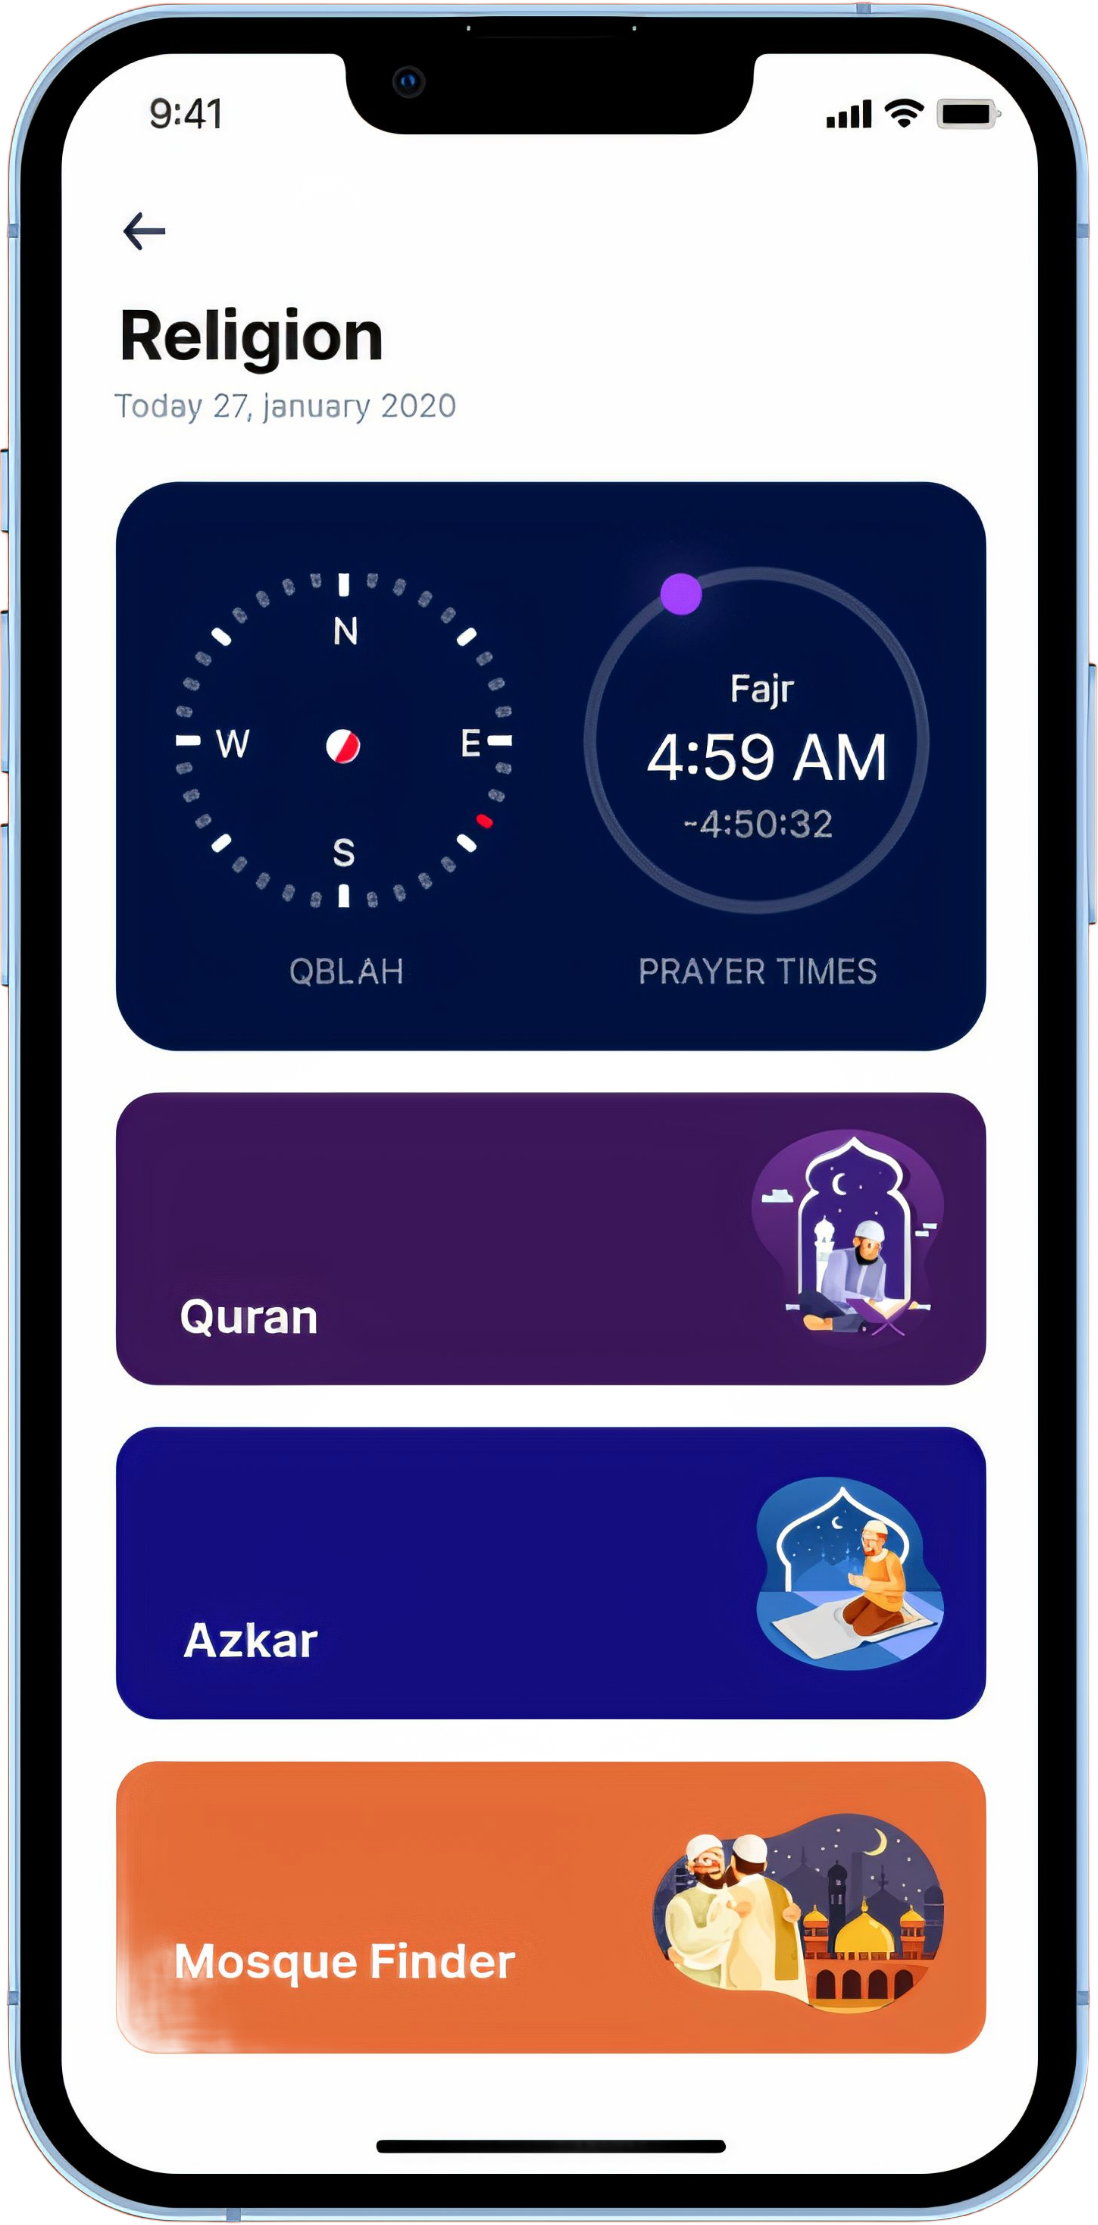 9:41
Religion
Today 27, january 2020
N
W
E
S
QBLAH
Fajr
4:59 AM
-4:50:32
PRAYER TIMES
Quran
Azkar
Mosque Finder